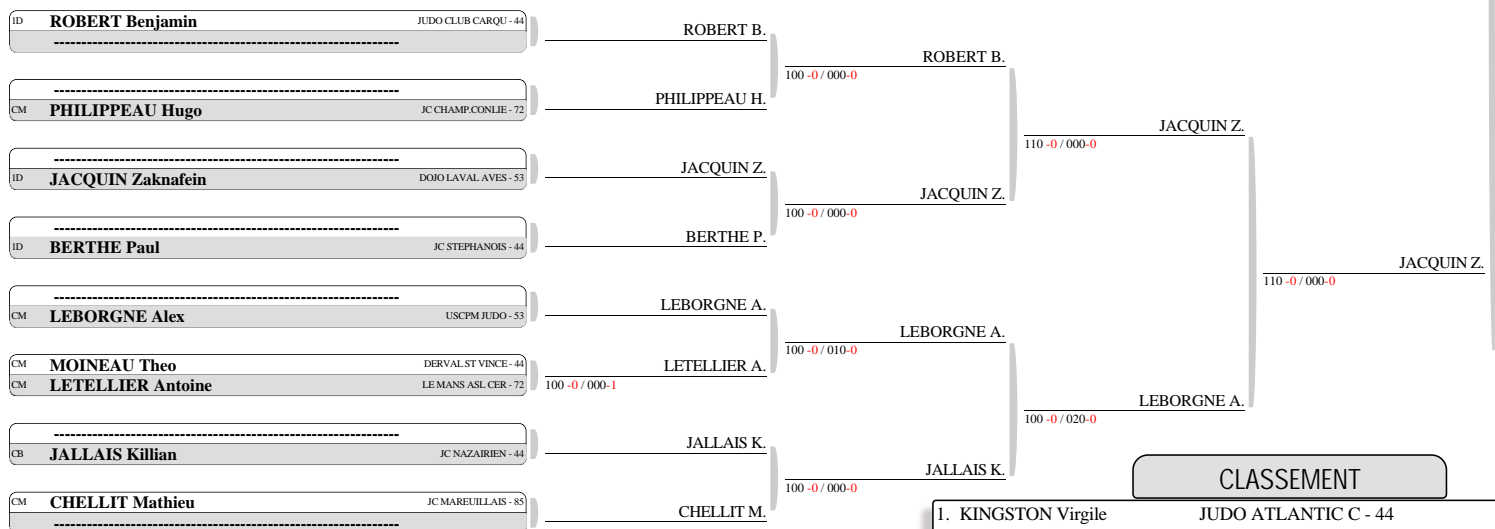 1D ROBERT Benjamin JUDO CLUB CARQU - 44
----------------------------------------------------------------
ROBERT B.
----------------------------------------------------------------
CM PHILIPPEAU Hugo JC CHAMP.CONLIE - 72
PHILIPPEAU H.
ROBERT B.
100 -0 / 000-0
----------------------------------------------------------------
1D JACQUIN Zaknafein DOJO LAVAL AVES - 53
JACQUIN Z.
----------------------------------------------------------------
1D BERTHE Paul JC STEPHANOIS - 44
BERTHE P.
JACQUIN Z.
100 -0 / 000-0
JACQUIN Z.
110 -0 / 000-0
----------------------------------------------------------------
CM LEBORGNE Alex USCPM JUDO - 53
LEBORGNE A.
CM MOINEAU Theo DERVAL ST VINCE - 44
CM LETELLIER Antoine LE MANS ASL CER - 72
LETELLIER A.
100 -0 / 000-1
LEBORGNE A.
100 -0 / 010-0
----------------------------------------------------------------
CB JALLAIS Killian JC NAZAIRIEN - 44
JALLAIS K.
CM CHELLIT Mathieu JC MAREUILLAIS - 85
----------------------------------------------------------------
CHELLIT M.
JALLAIS K.
100 -0 / 000-0
LEBORGNE A.
100 -0 / 020-0
JACQUIN Z.
110 -0 / 000-0
CLASSEMENT
1. KINGSTON Virgile JUDO ATLANTIC C - 44